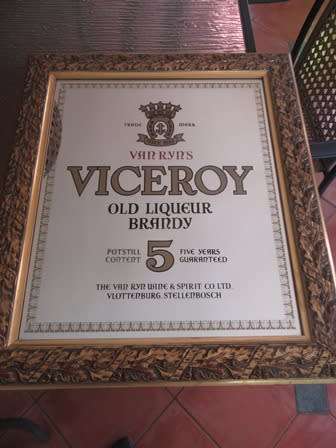 TRADE MARK
VAN RYN'S
VICEROY
OLD LIQUEUR
BRANDY
POTSTILL 5 FIVE YEARS
CONTENT GUARANTEED
THE VAN RYN WINE & SPIRIT CO LTD.
VLOTTENBURG, STELLENBOSCH